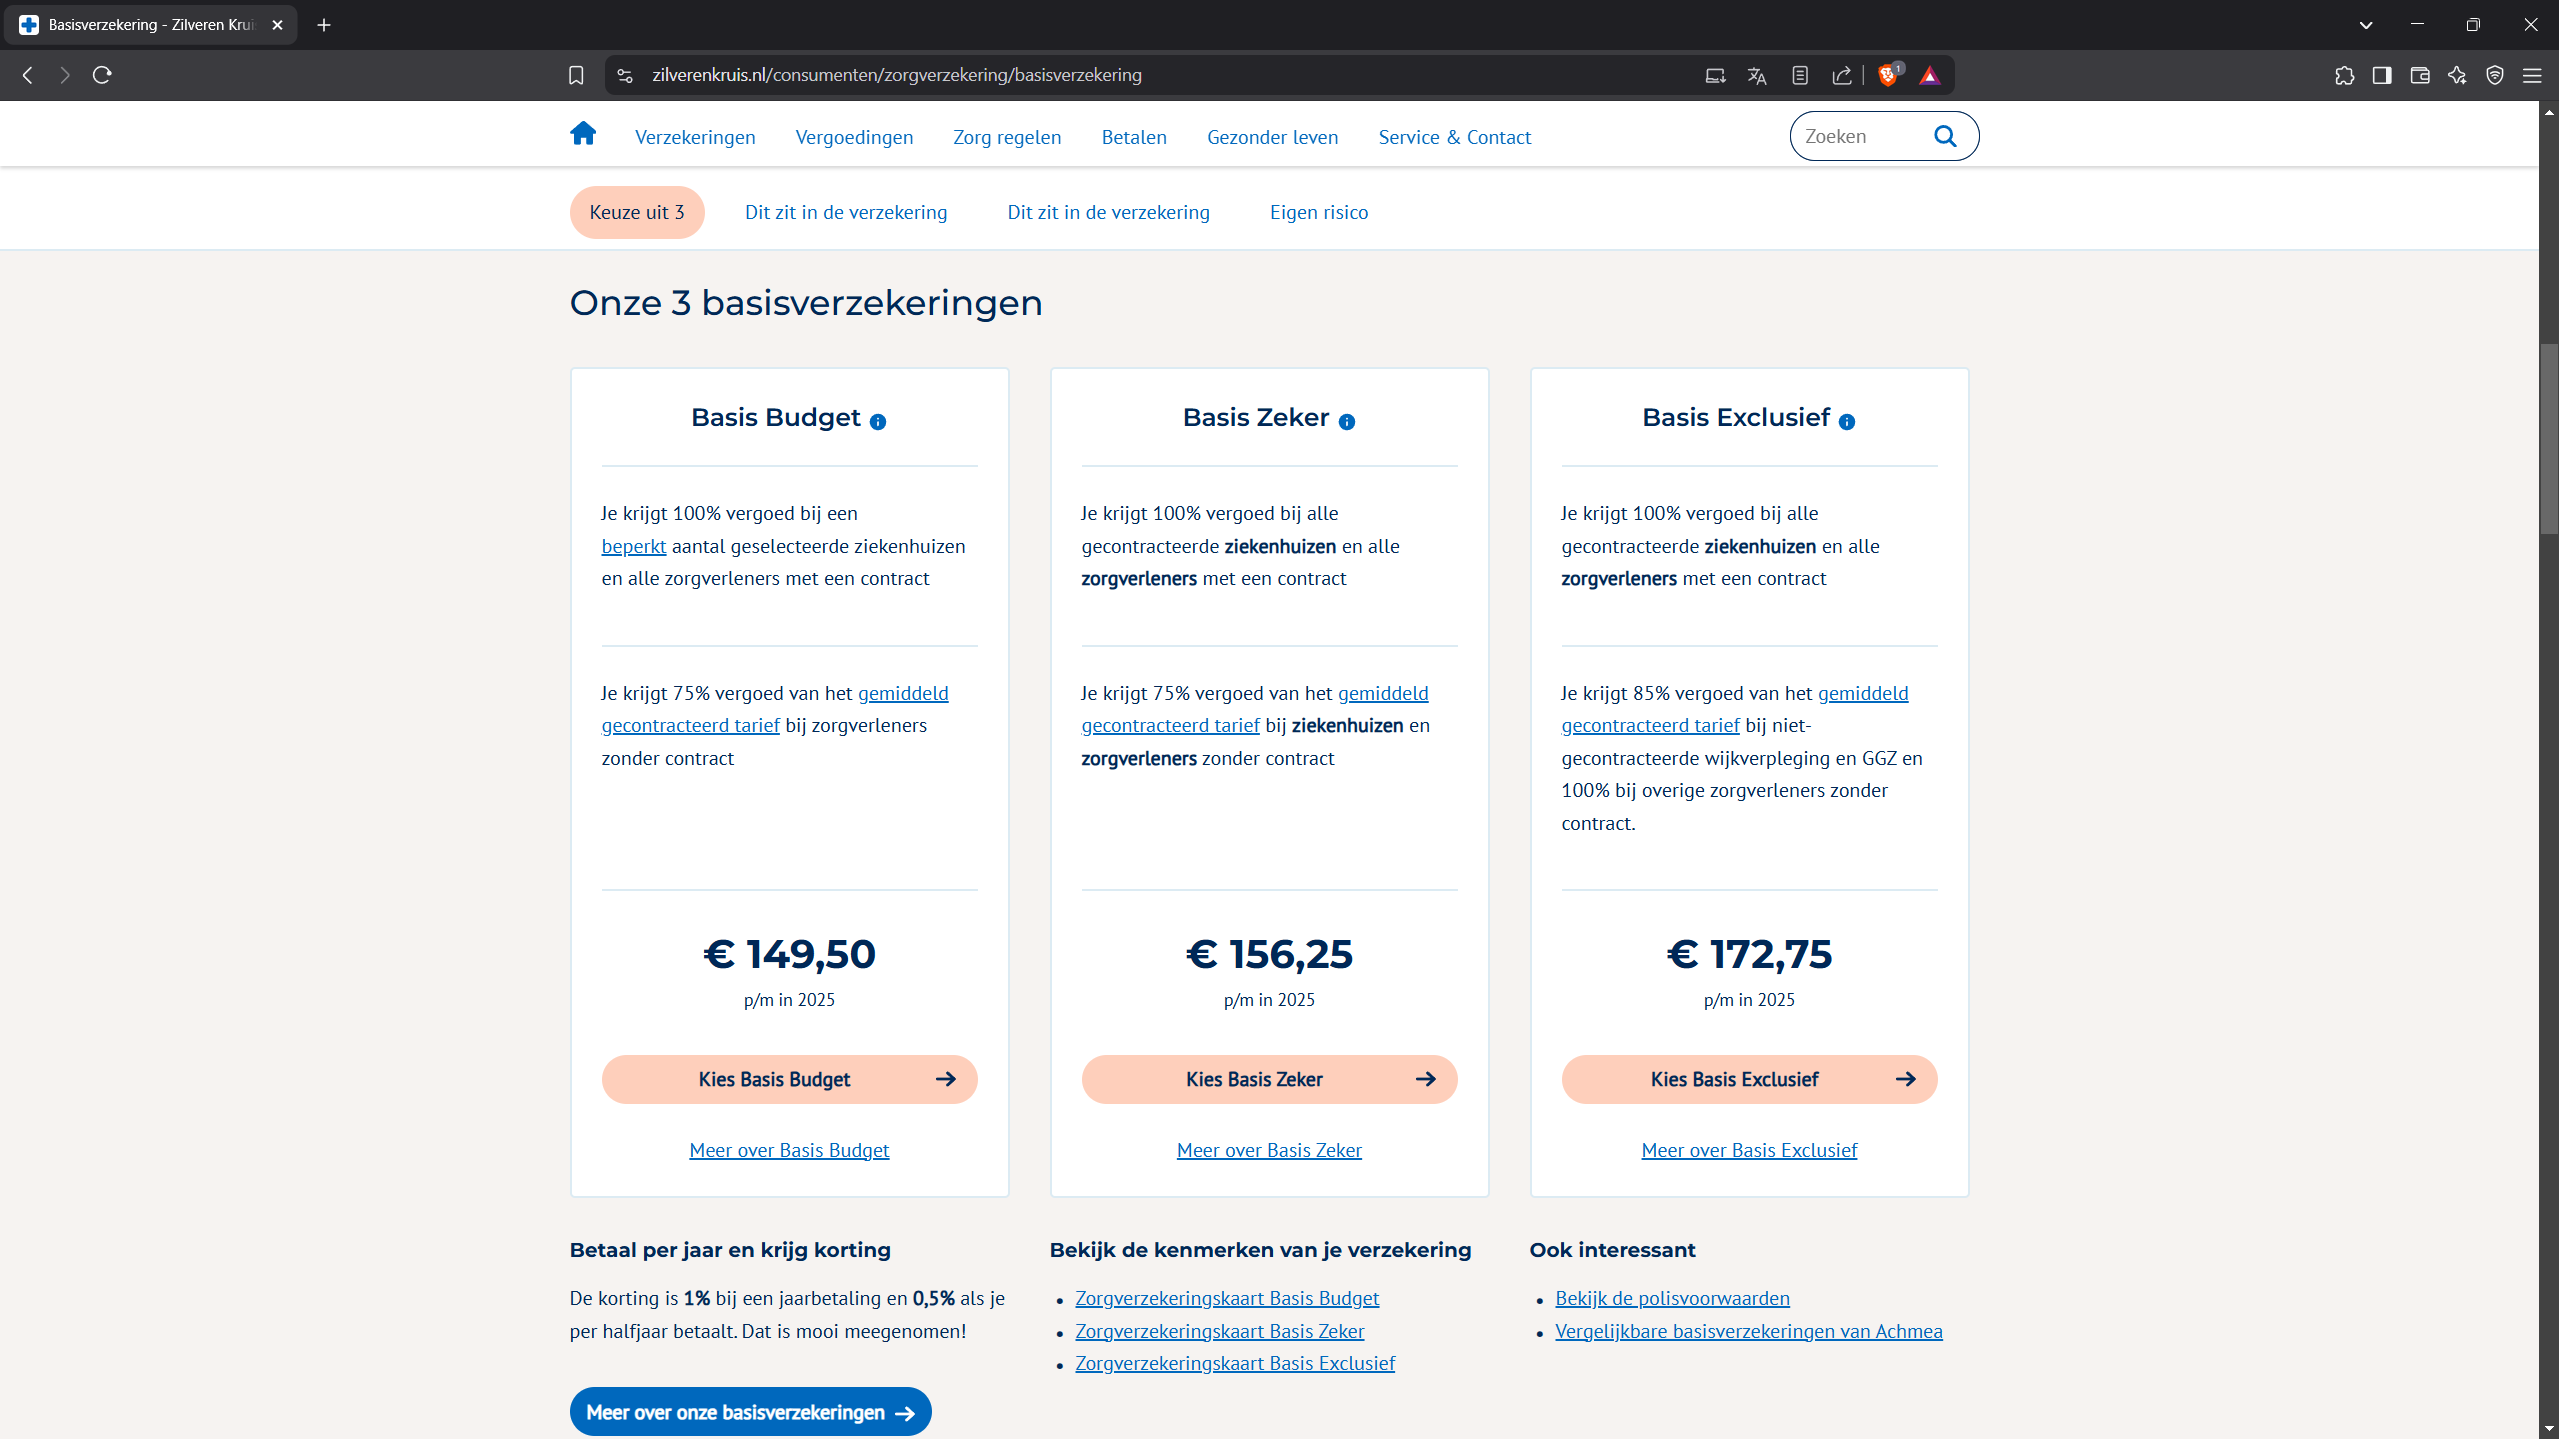 Basisverzekering - Zilveren Kru
zilverenkruis.nl/consumenten/zorgverzekering/basisverzekering
1
Verzekeringen
Vergoedingen
Zorg regelen
Betalen
Gezonder leven
Service & Contact
Zoeken
Keuze uit 3
Dit zit in de verzekering
Dit zit in de verzekering
Eigen risico
Onze 3 basisverzekeringen
Basis Budget
Je krijgt 100% vergoed bij een
beperkt aantal geselecteerde ziekenhuizen
en alle zorgverleners met een contract
Je krijgt 75% vergoed van het gemiddeld
gecontracteerd tarief bij zorgverleners
zonder contract
€ 149,50
p/m in 2025
Kies Basis Budget
Meer over Basis Budget
Basis Zeker
Je krijgt 100% vergoed bij alle
gecontracteerde ziekenhuizen en alle
zorgverleners met een contract
Je krijgt 75% vergoed van het gemiddeld
gecontracteerd tarief bij ziekenhuizen en
zorgverleners zonder contract
€ 156,25
p/m in 2025
Kies Basis Zeker
Meer over Basis Zeker
Basis Exclusief
Je krijgt 100% vergoed bij alle
gecontracteerde ziekenhuizen en alle
zorgverleners met een contract
Je krijgt 85% vergoed van het gemiddeld
gecontracteerd tarief bij niet-
gecontracteerde wijkverpleging en GGZ en
100% bij overige zorgverleners zonder
contract.
€ 172,75
p/m in 2025
Kies Basis Exclusief
Meer over Basis Exclusief
Betaal per jaar en krijg korting
De korting is 1% bij een jaarbetaling en 0,5% als je
per halfjaar betaalt. Dat is mooi meegenomen!
Meer over onze basisverzekeringen
Bekijk de kenmerken van je verzekering
Zorgverzekeringskaart Basis Budget
Zorgverzekeringskaart Basis Zeker
Zorgverzekeringskaart Basis Exclusief
Ook interessant
Bekijk de polisvoorwaarden
Vergelijkbare basisverzekeringen van Achmea